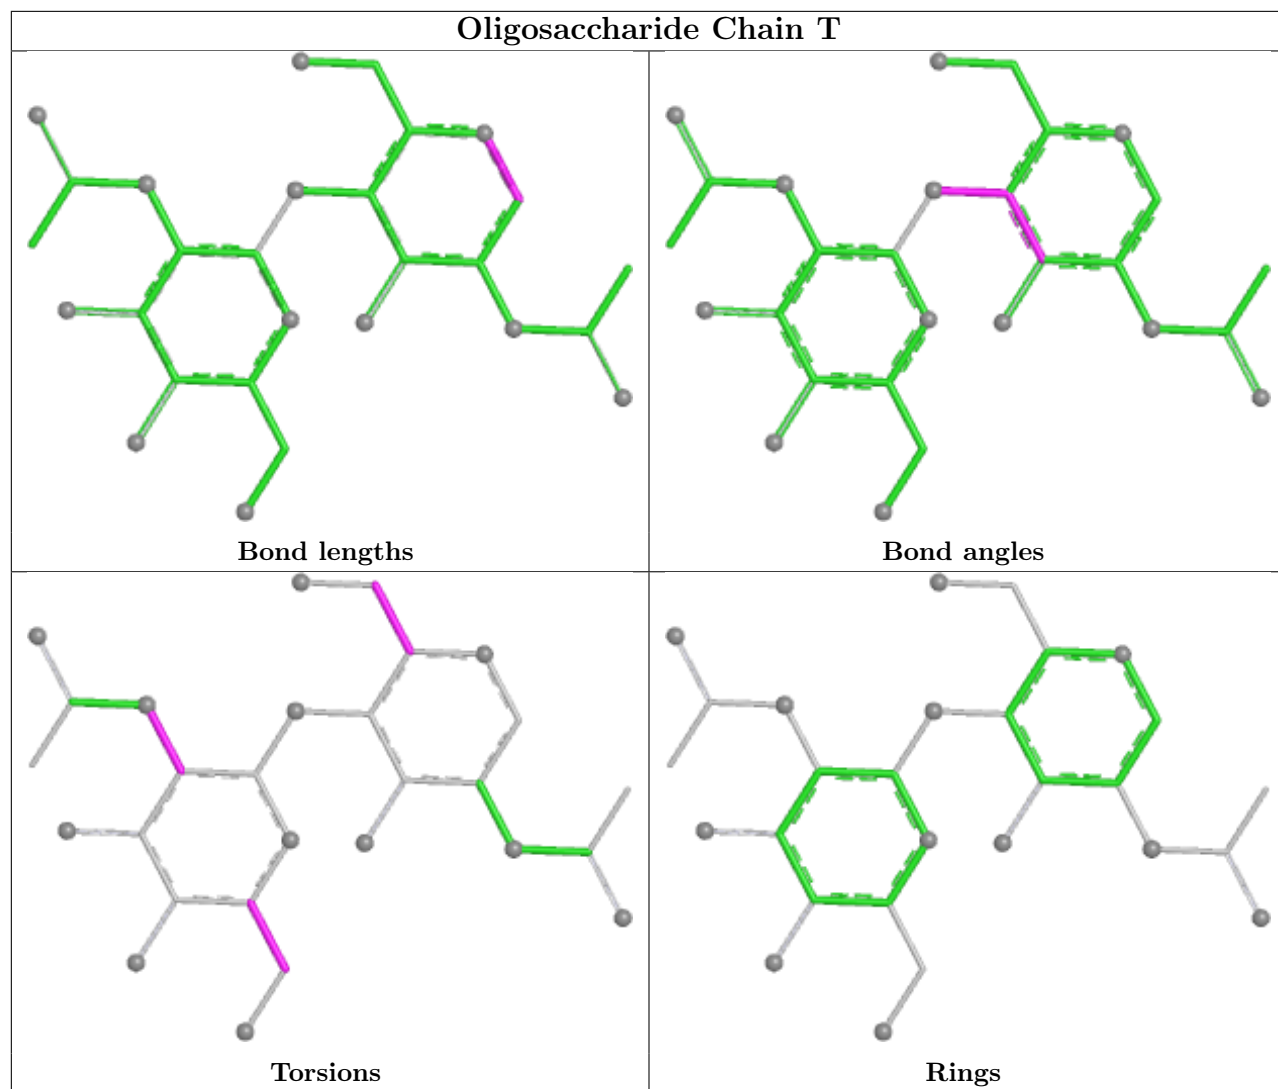 Oligosaccharide Chain T
Bond lengths
Bond angles
Torsions
Rings